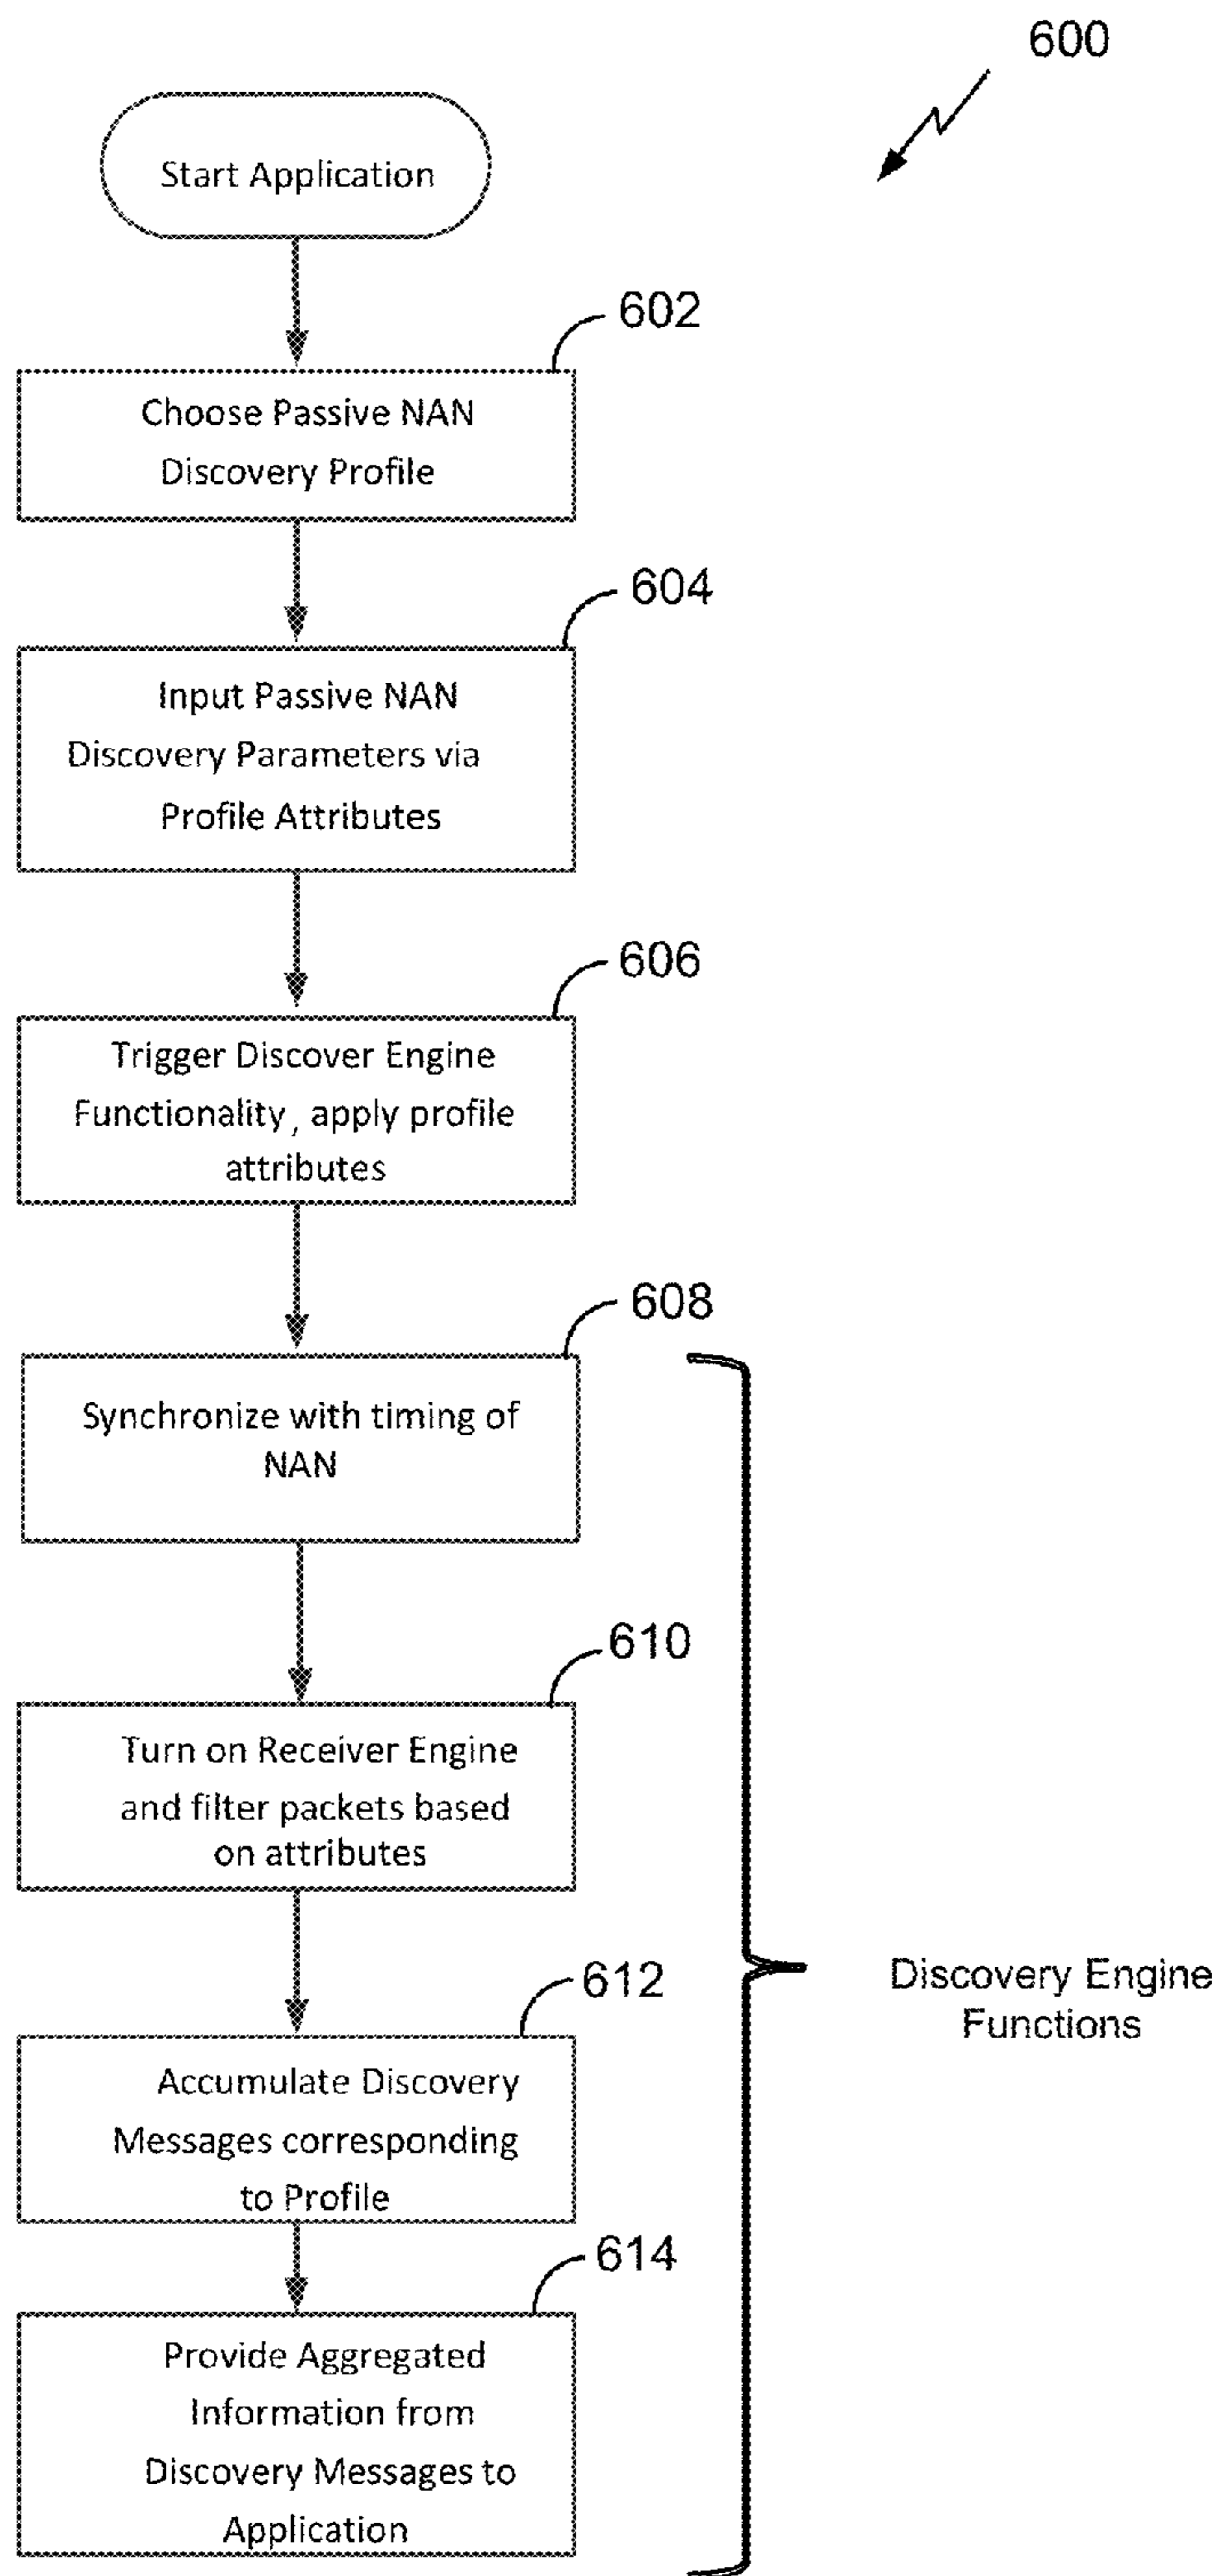 600
Start Application
602
Choose Passive NAN
Discovery Profile
604
Input Passive NAN
Discovery Parameters via
Profile Attributes
606
Trigger Discover Engine
Functionality, apply profile
attributes
608
Synchronize with timing of
NAN
610
Turn on Receiver Engine
and filter packets based
on attributes
Discovery Engine
Functions
612
Accumulate Discovery
Messages corresponding
to Profile
614
Provide Aggregated
Information from
Discovery Messages to
Application